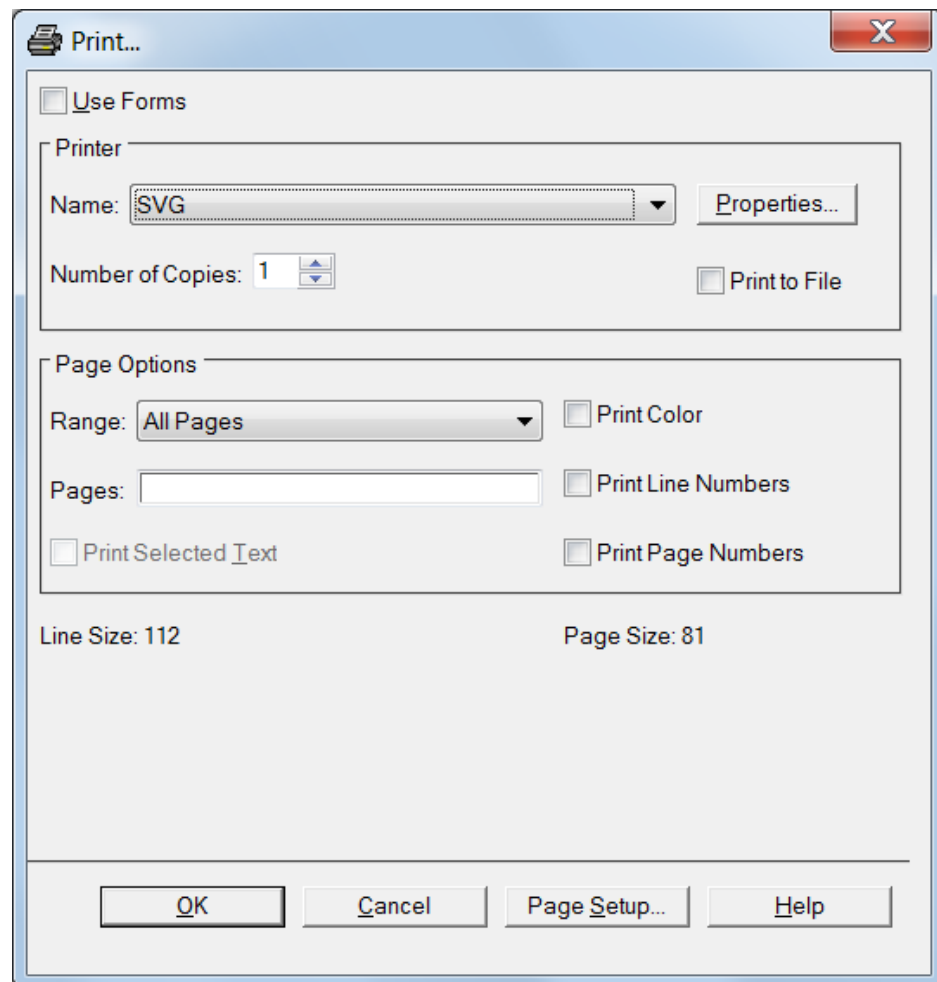 Print...
Use Forms
Printer
Name: SVG Properties...
Number of Copies: 1 Print to File
Page Options
Range: All Pages Print Color
Pages: Print Line Numbers
Print Selected Text Print Page Numbers
Line Size: 112 Page Size: 81
OK Cancel Page Setup... Help